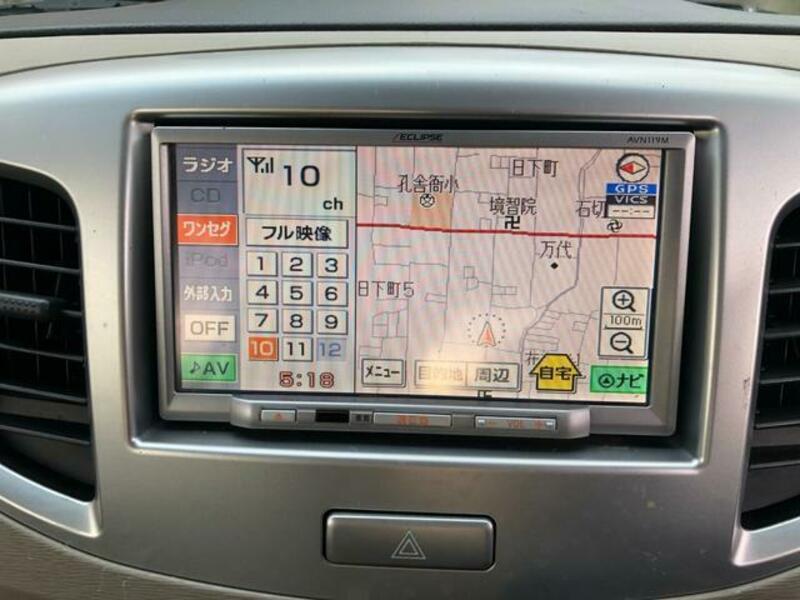 ECLIPSE
AVN119M
ラジオ
CD
ワンセグ
iPod
外部入力
OFF
♪AV
10
ch
フル映像
1 2 3
4 5 6
7 8 9
10 11 12
5:18
日下町
孔舎衙小
境智院
石切
万代
日下町5
GPS
VICS
--:--
100m
メニュー
目的地
周辺
自宅
ナビ
- VOL +